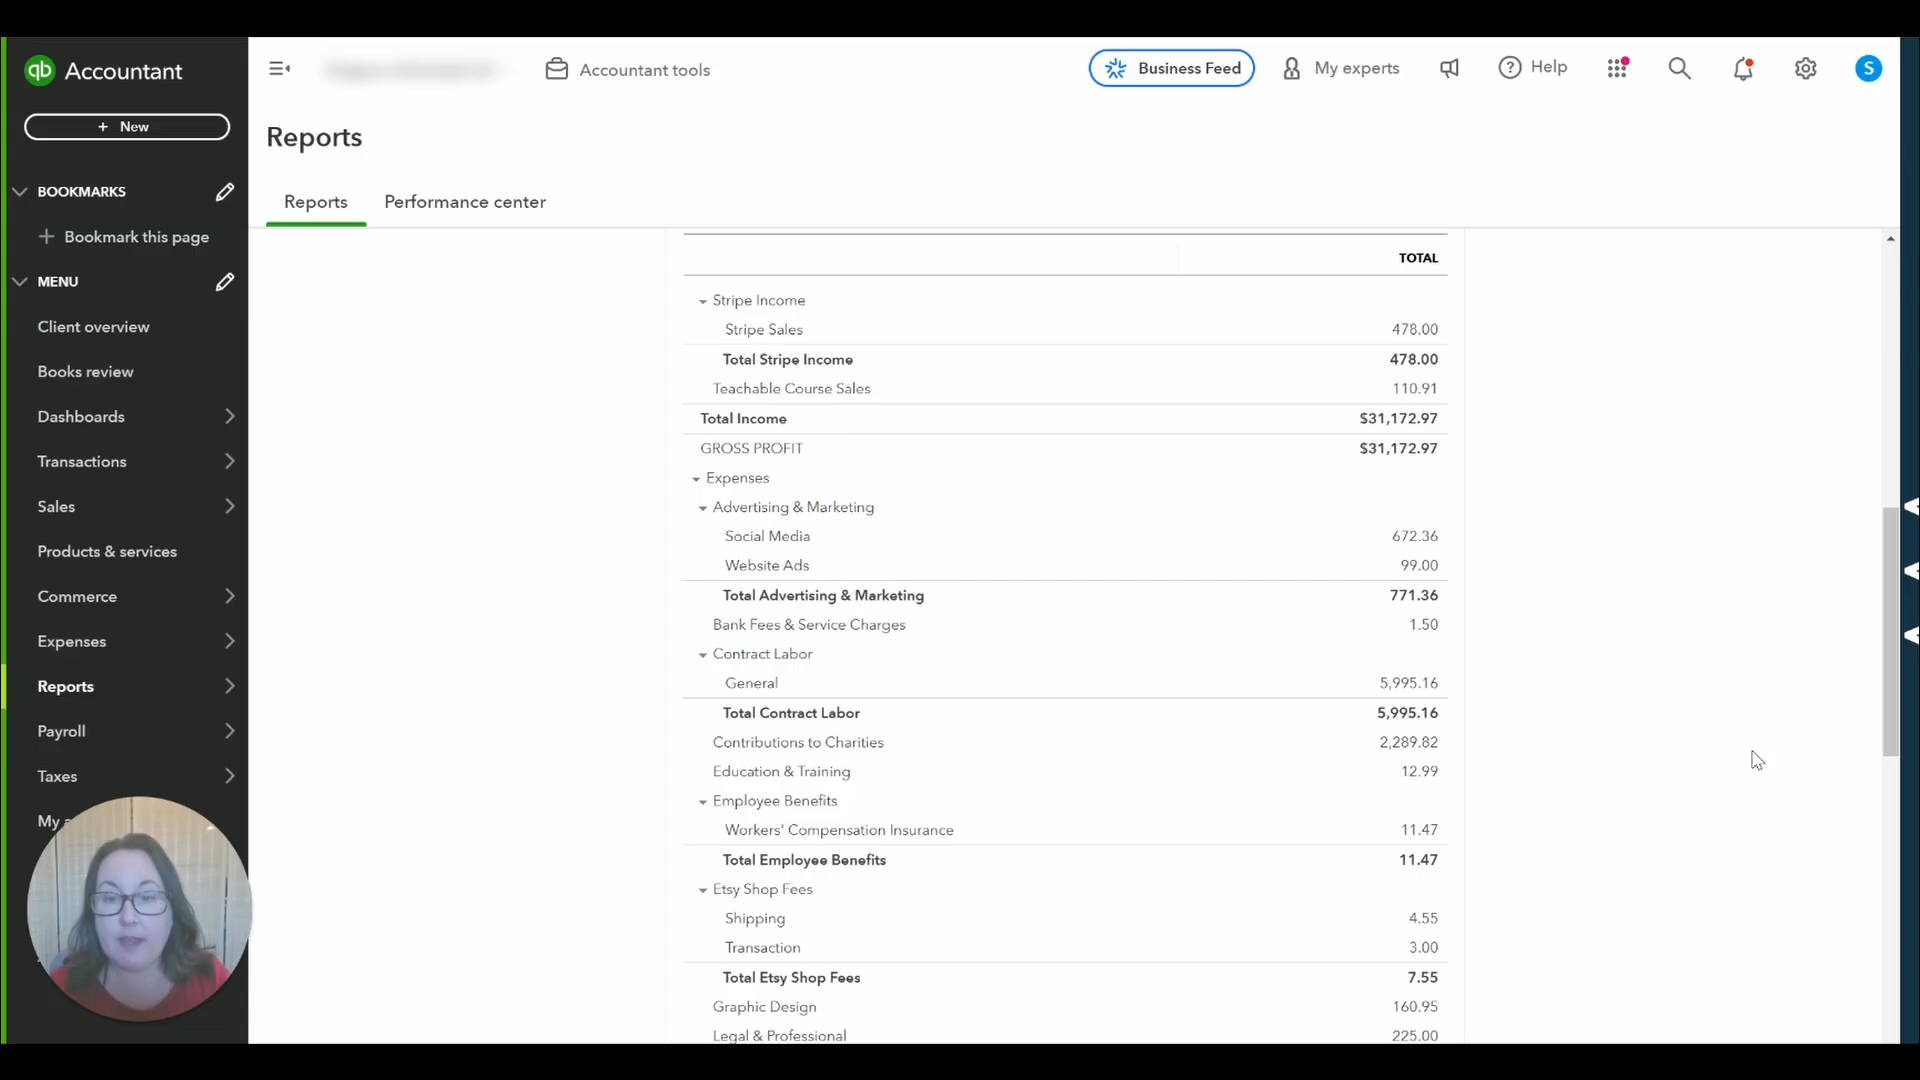 qb Accountant
Accountant tools
Business Feed
My experts
Help
S
+ New
Reports
BOOKMARKS
Reports
Performance center
Bookmark this page
MENU
Client overview
Books review
Dashboards
Transactions
Sales
Products & services
Commerce
Expenses
Reports
Payroll
Taxes
My
TOTAL
Stripe Income
Stripe Sales 478.00
Total Stripe Income 478.00
Teachable Course Sales 110.91
Total Income $31,172.97
GROSS PROFIT $31,172.97
Expenses
Advertising & Marketing
Social Media 672.36
Website Ads 99.00
Total Advertising & Marketing 771.36
Bank Fees & Service Charges 1.50
Contract Labor
General 5,995.16
Total Contract Labor 5,995.16
Contributions to Charities 2,289.82
Education & Training 12.99
Employee Benefits
Workers' Compensation Insurance 11.47
Total Employee Benefits 11.47
Etsy Shop Fees
Shipping 4.55
Transaction 3.00
Total Etsy Shop Fees 7.55
Graphic Design 160.95
Legal & Professional 225.00